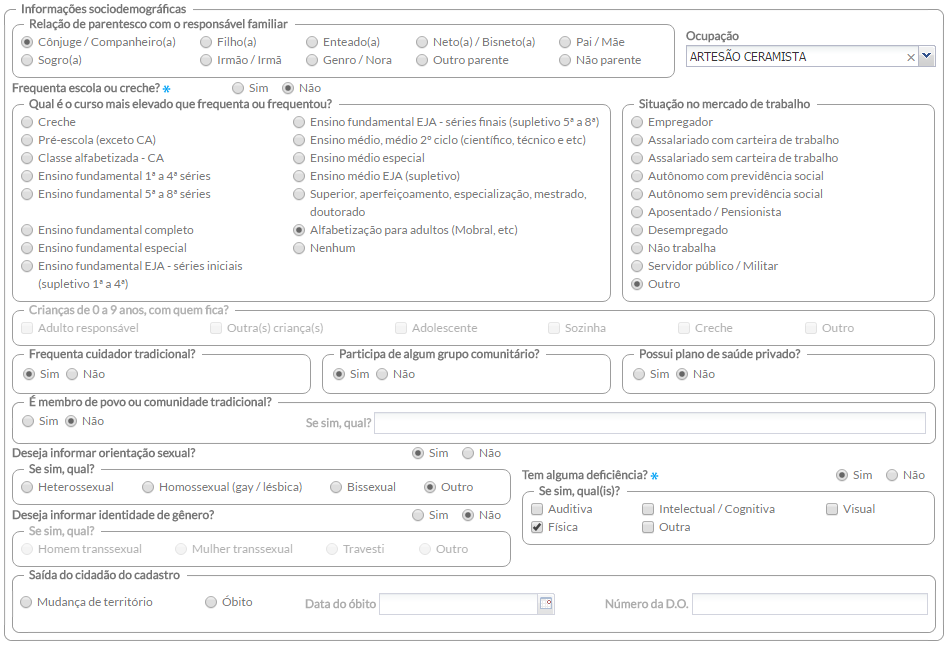 Informações sociodemográficas
Relação de parentesco com o responsável familiar
Cônjuge / Companheiro(a) Filho(a) Enteado(a) Neto(a) / Bisneto(a) Pai / Mãe
Sogro(a) Irmão / Irmã Genro / Nora Outro parente Não parente
Ocupação
ARTESÃO CERAMISTA
Frequenta escola ou creche? * Sim Não
Qual é o curso mais elevado que frequenta ou frequentou?
Creche
Pré-escola (exceto CA)
Classe alfabetizada - CA
Ensino fundamental 1ª a 4ª séries
Ensino fundamental 5ª a 8ª séries
Ensino fundamental completo
Ensino fundamental especial
Ensino fundamental EJA - séries iniciais
(supletivo 1ª a 4ª)
Ensino fundamental EJA - séries finais (supletivo 5ª a 8ª)
Ensino médio, médio 2º ciclo (científico, técnico e etc)
Ensino médio especial
Ensino médio EJA (supletivo)
Superior, aperfeiçoamento, especialização, mestrado,
doutorado
Alfabetização para adultos (Mobral, etc)
Nenhum
Situação no mercado de trabalho
Empregador
Assalariado com carteira de trabalho
Assalariado sem carteira de trabalho
Autônomo com previdência social
Autônomo sem previdência social
Aposentado / Pensionista
Desempregado
Não trabalha
Servidor público / Militar
Outro
Crianças de 0 a 9 anos, com quem fica?
Adulto responsável Outra(s) criança(s) Adolescente Sozinha Creche Outro
Frequenta cuidador tradicional?
Sim Não
Participa de algum grupo comunitário?
Sim Não
Possui plano de saúde privado?
Sim Não
É membro de povo ou comunidade tradicional?
Sim Não Se sim, qual?
Deseja informar orientação sexual? Sim Não
Se sim, qual?
Heterossexual Homossexual (gay / lésbica) Bissexual Outro
Deseja informar identidade de gênero? Sim Não
Se sim, qual?
Homem transsexual Mulher transsexual Travesti Outro
Tem alguma deficiência? * Sim Não
Se sim, qual(is)?
Auditiva Intelectual / Cognitiva Visual
Física Outra
Saída do cidadão do cadastro
Mudança de território Óbito Data do óbito Número da D.O.